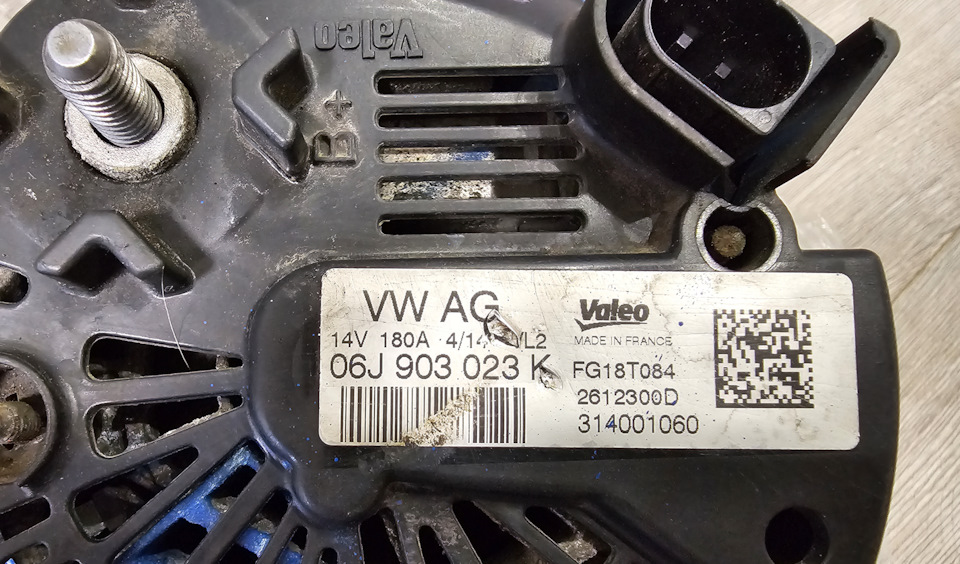 Valeo
B+
VW AG
14V 180A
06J 903 023 K
Valeo
MADE IN FRANCE
FG18T084
2612300D
314001060